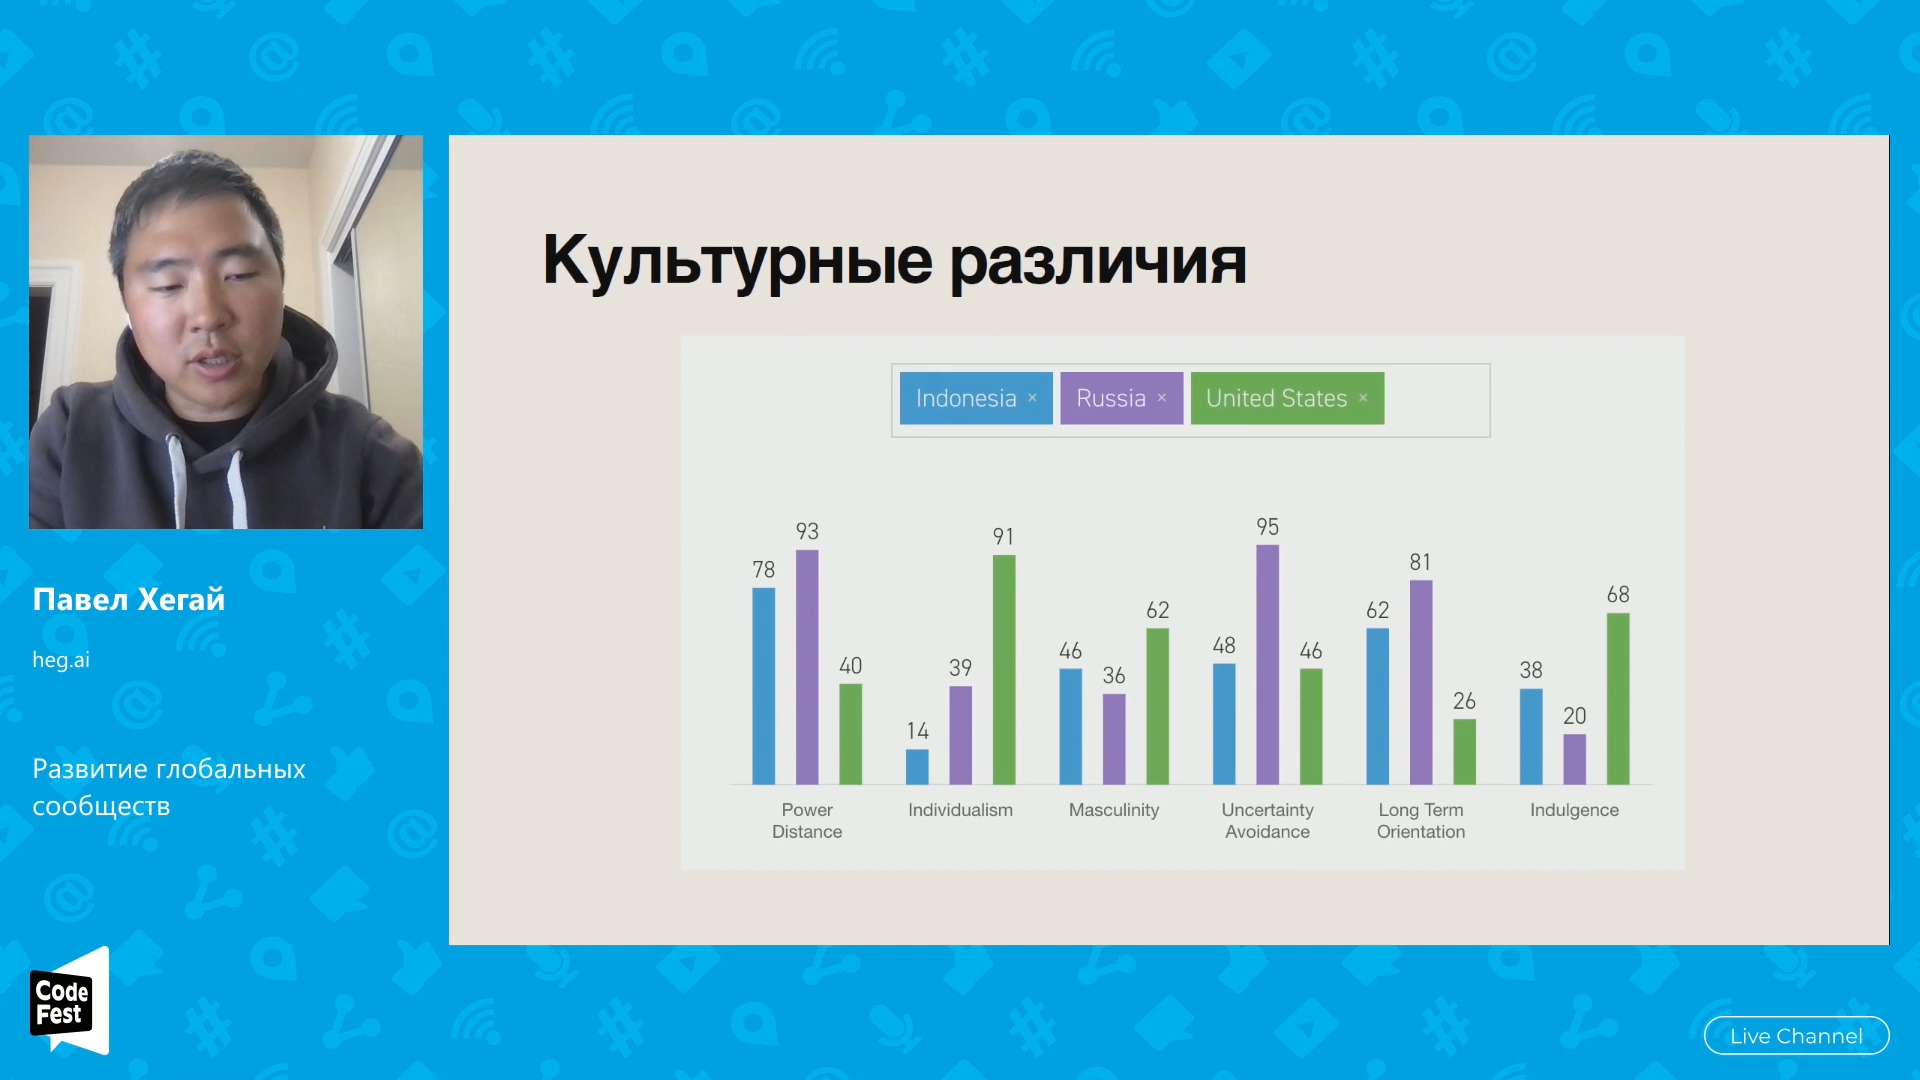 Культурные различия
Indonesia × Russia × United States ×
78 93 40
14 39 91
46 36 62
48 95 46
62 81 26
38 20 68
Power
Distance
Individualism
Masculinity
Uncertainty
Avoidance
Long Term
Orientation
Indulgence
Павел Хегай
heg.ai
Развитие глобальных
сообществ
Code
Fest
Live Channel